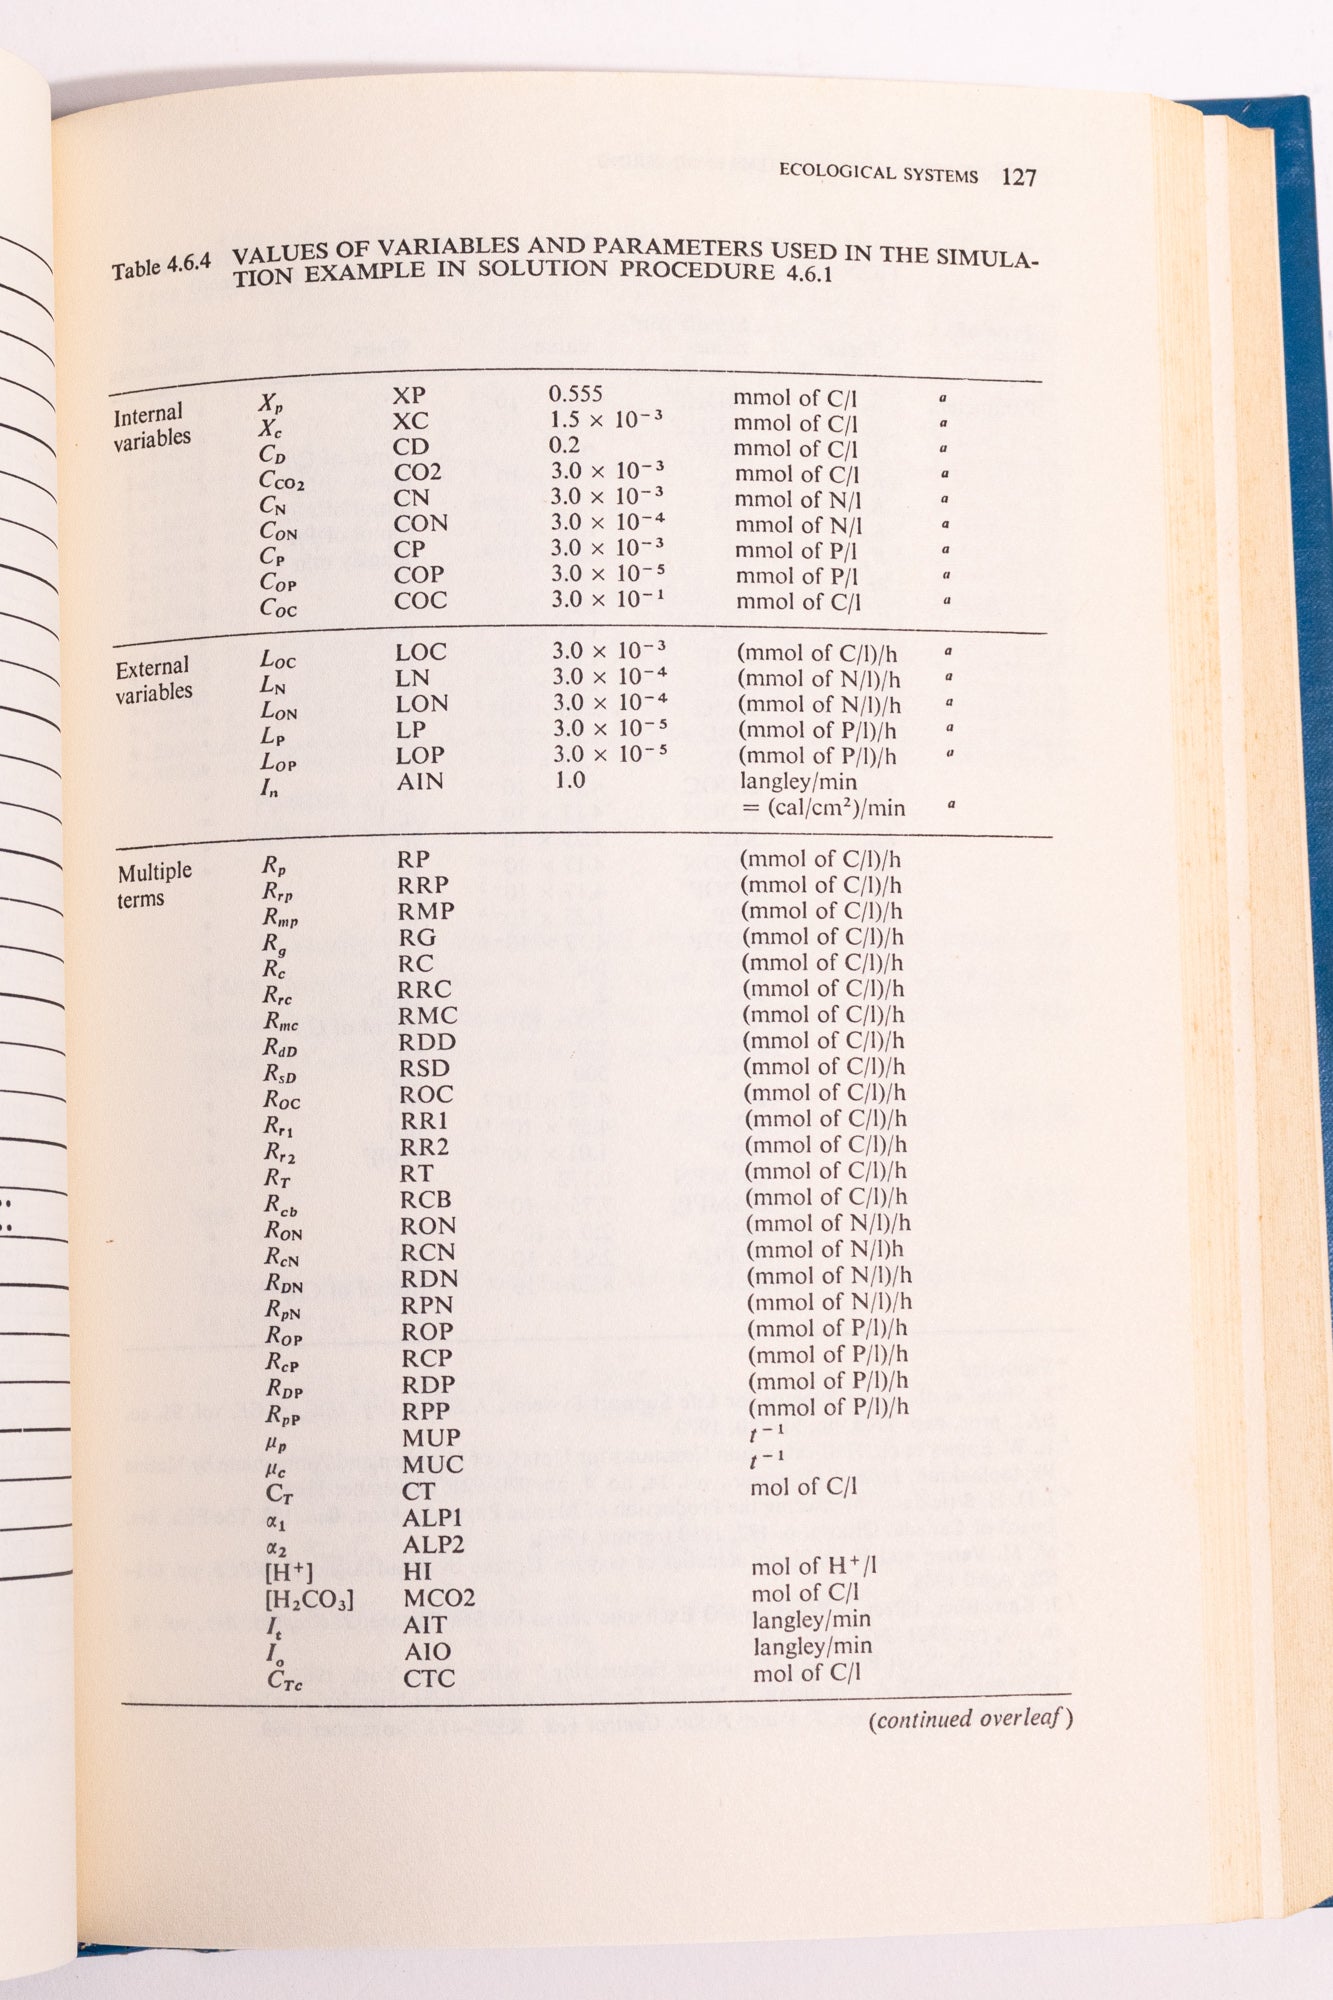 ECOLOGICAL SYSTEMS 127
Table 4.6.4 VALUES OF VARIABLES AND PARAMETERS USED IN THE SIMULA-
TION EXAMPLE IN SOLUTION PROCEDURE 4.6.1
Internal variables
X_p XP 0.555 mmol of C/l a
X_c XC 1.5 × 10⁻³ mmol of C/l a
C_D CD 0.2 mmol of C/l a
C_CO₂ CO2 3.0 × 10⁻³ mmol of C/l a
C_N CN 3.0 × 10⁻³ mmol of N/l a
C_ON CON 3.0 × 10⁻⁴ mmol of N/l a
C_P CP 3.0 × 10⁻³ mmol of P/l a
C_OP COP 3.0 × 10⁻⁵ mmol of P/l a
C_OC COC 3.0 × 10⁻¹ mmol of C/l a
External variables
L_OC LOC 3.0 × 10⁻³ (mmol of C/l)/h a
L_N LN 3.0 × 10⁻⁴ (mmol of N/l)/h a
L_ON LON 3.0 × 10⁻⁴ (mmol of N/l)/h a
L_P LP 3.0 × 10⁻⁵ (mmol of P/l)/h a
L_OP LOP 3.0 × 10⁻⁵ (mmol of P/l)/h a
I_n AIN 1.0 langley/min
= (cal/cm²)/min a
Multiple terms
R_p RP (mmol of C/l)/h
R_rp RRP (mmol of C/l)/h
R_mp RMP (mmol of C/l)/h
R_g RG (mmol of C/l)/h
R_c RC (mmol of C/l)/h
R_rc RRC (mmol of C/l)/h
R_mc RMC (mmol of C/l)/h
R_dD RDD (mmol of C/l)/h
R_sD RSD (mmol of C/l)/h
R_OC ROC (mmol of C/l)/h
R_r1 RR1 (mmol of C/l)/h
R_r2 RR2 (mmol of C/l)/h
R_T RT (mmol of C/l)/h
R_cb RCB (mmol of C/l)/h
R_ON RON (mmol of N/l)/h
R_cN RCN (mmol of N/l)h
R_DN RDN (mmol of N/l)/h
R_pN RPN (mmol of N/l)/h
R_OP ROP (mmol of P/l)/h
R_cP RCP (mmol of P/l)/h
R_DP RDP (mmol of P/l)/h
R_pP RPP (mmol of P/l)/h
μ_p MUP t⁻¹
μ_c MUC t⁻¹
C_T CT mol of C/l
α₁ ALP1
α₂ ALP2
[H⁺] HI mol of H⁺/l
[H₂CO₃] MCO2 mol of C/l
I_t AIT langley/min
I_o AIO langley/min
C_Tc CTC mol of C/l
(continued overleaf)